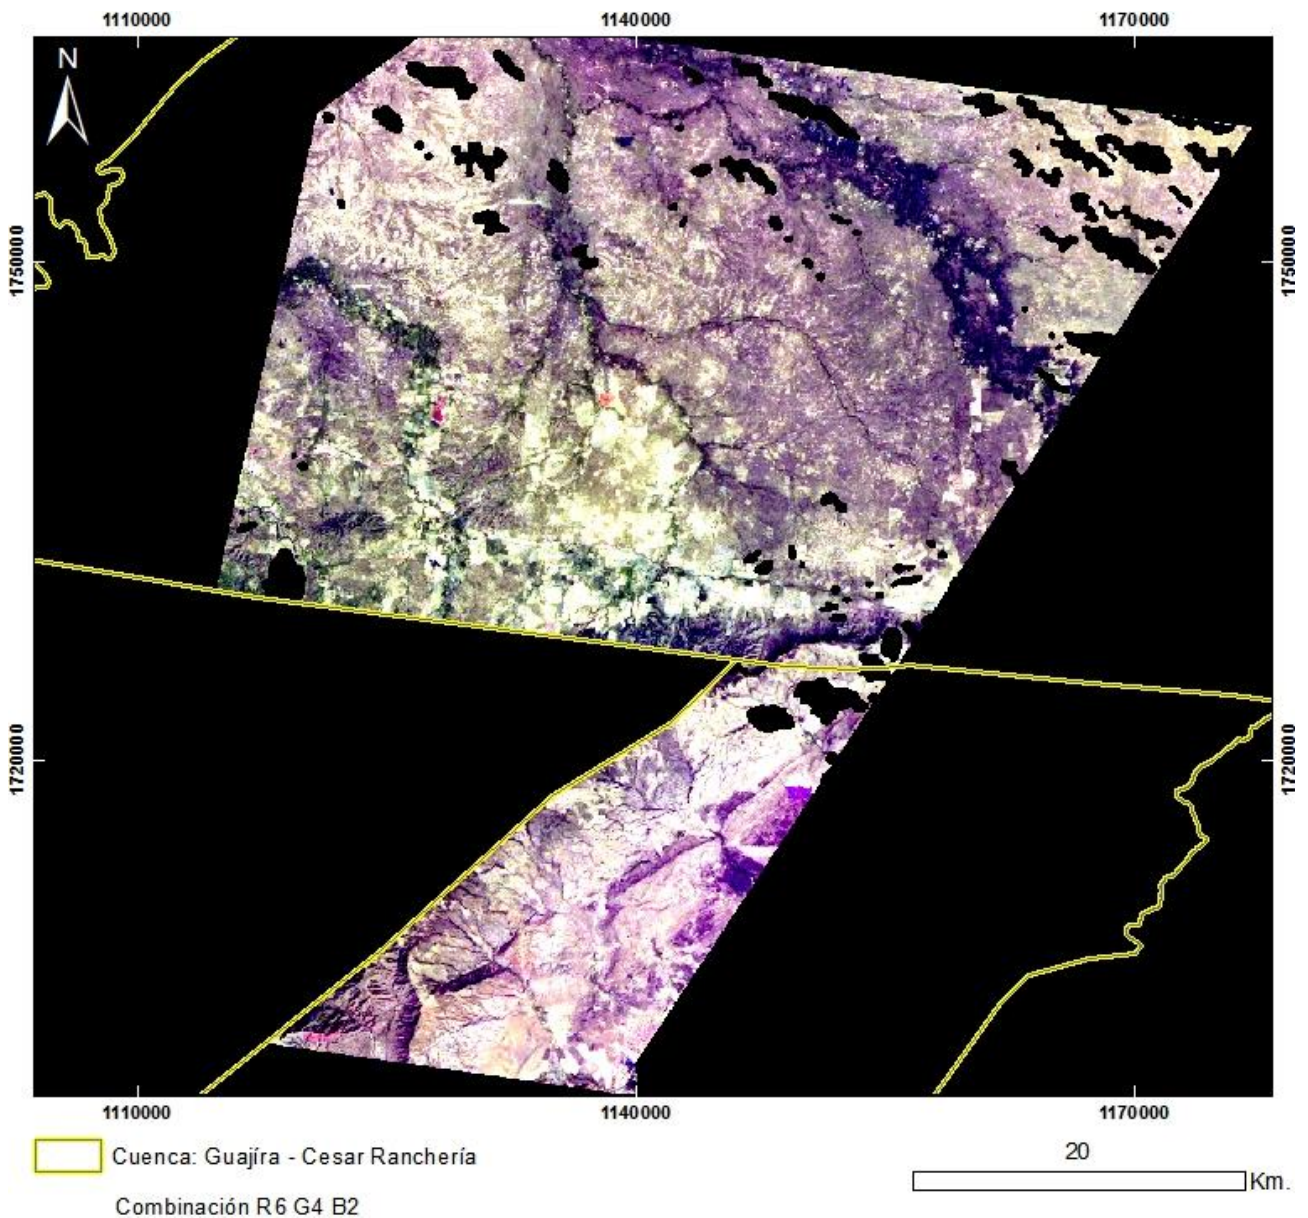 1110000 1140000 1170000
N
1750000 1750000
1720000 1720000
1110000 1140000 1170000
Cuenca: Guajíra - Cesar Ranchería
20
Km.
Combinación R6 G4 B2